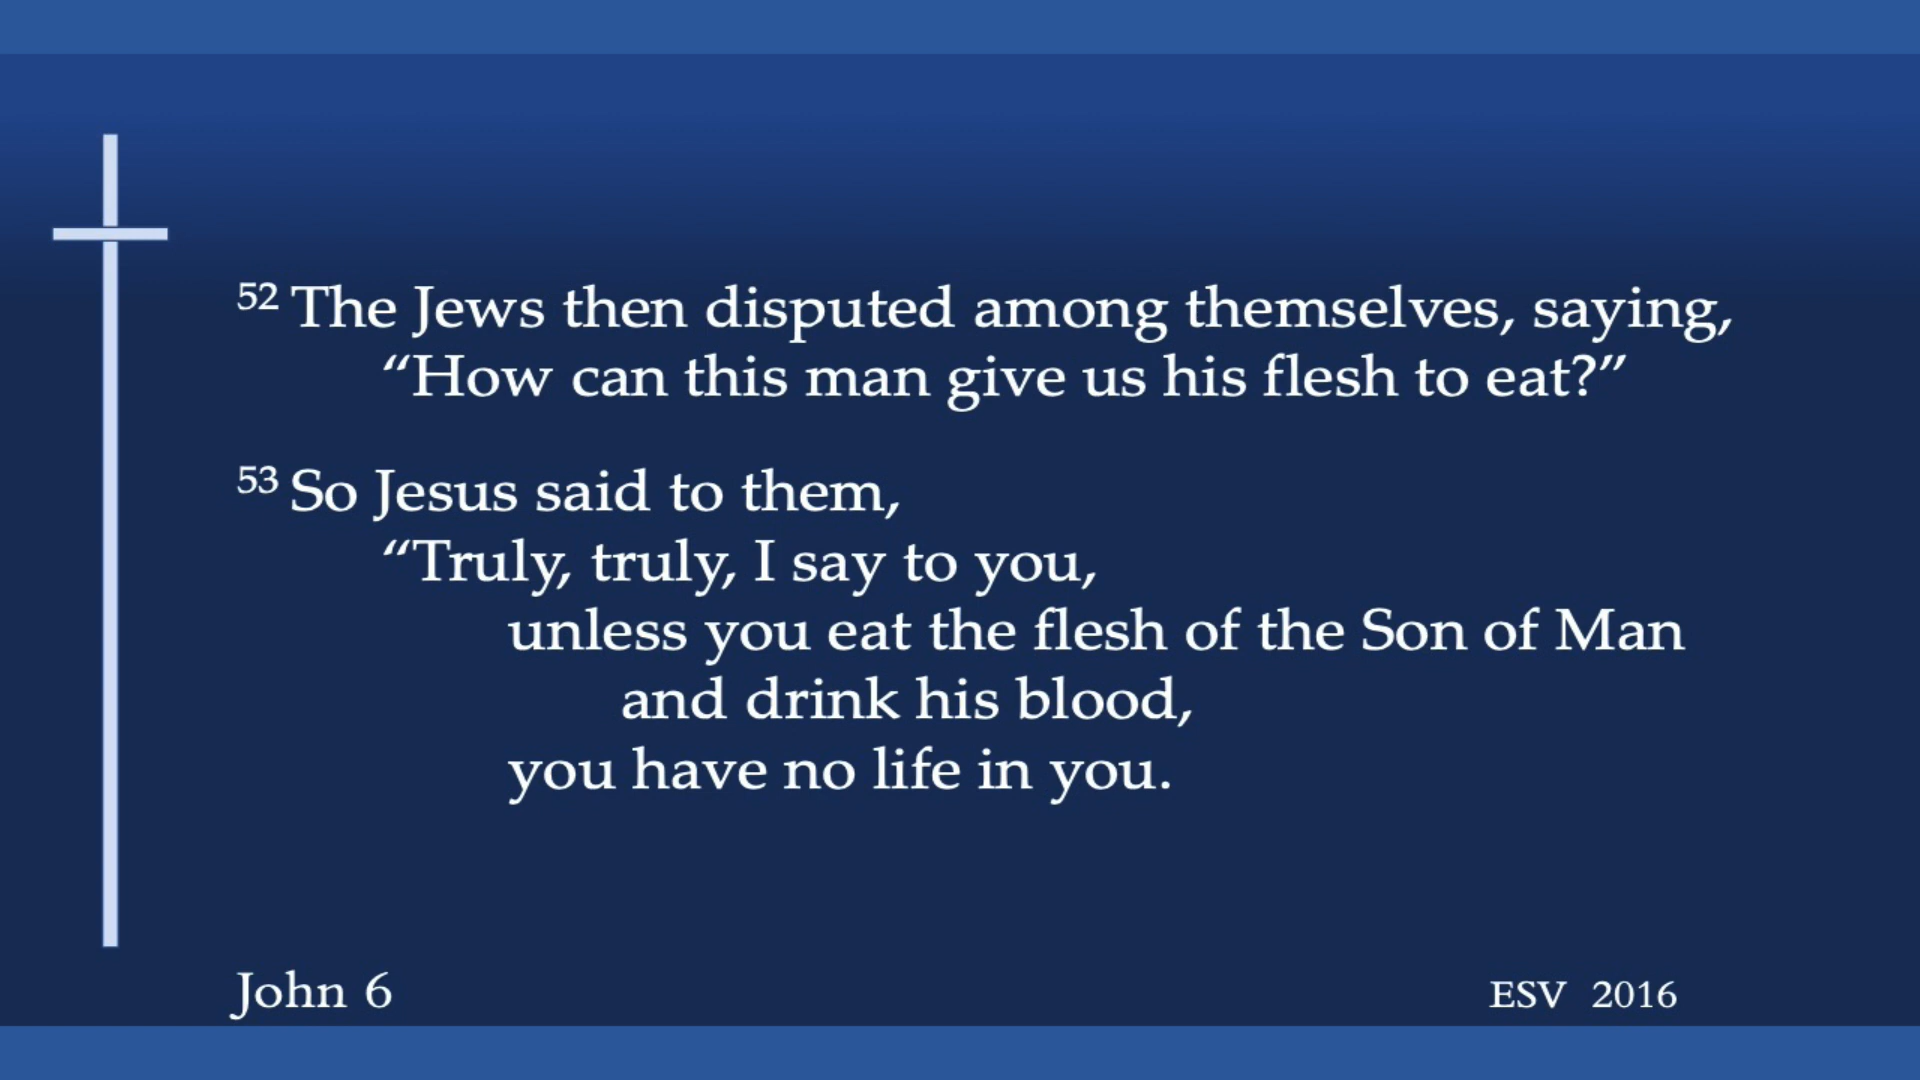 52 The Jews then disputed among themselves, saying,
“How can this man give us his flesh to eat?”
53 So Jesus said to them,
“Truly, truly, I say to you,
unless you eat the flesh of the Son of Man
and drink his blood,
you have no life in you.
John 6
ESV 2016